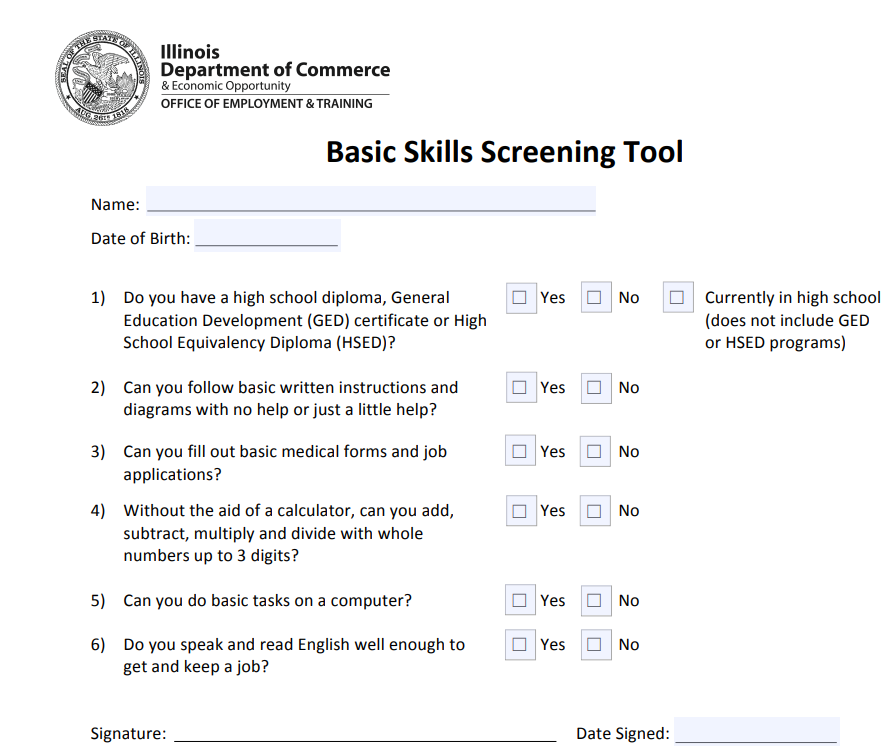 SEAL OF THE STATE OF ILLINOIS
AUG. 26TH 1818
Illinois
Department of Commerce
& Economic Opportunity
OFFICE OF EMPLOYMENT & TRAINING
Basic Skills Screening Tool
Name:
Date of Birth:
1) Do you have a high school diploma, General Yes No Currently in high school
Education Development (GED) certificate or High (does not include GED
School Equivalency Diploma (HSED)? or HSED programs)
2) Can you follow basic written instructions and Yes No
diagrams with no help or just a little help?
3) Can you fill out basic medical forms and job Yes No
applications?
4) Without the aid of a calculator, can you add, Yes No
subtract, multiply and divide with whole
numbers up to 3 digits?
5) Can you do basic tasks on a computer? Yes No
6) Do you speak and read English well enough to Yes No
get and keep a job?
Signature: Date Signed: